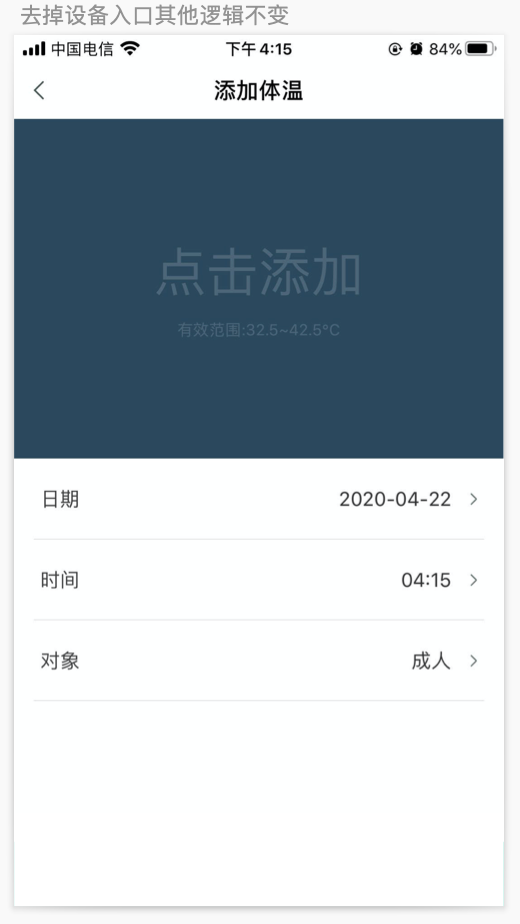 去掉设备入口其他逻辑不变
中国电信 下午4:15 84%
添加体温
点击添加
有效范围:32.5~42.5°C
日期 2020-04-22
时间 04:15
对象 成人